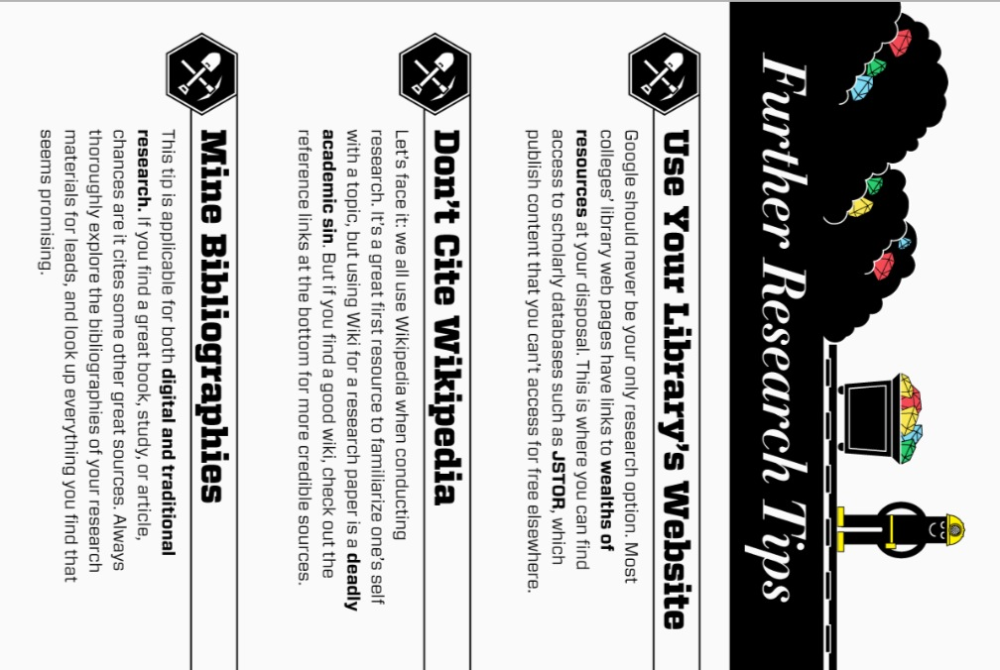 Further Research Tips
Use Your Library's Website
Google should never be your only research option. Most
colleges' library web pages have links to wealths of
resources at your disposal. This is where you can find
access to scholarly databases such as JSTOR, which
publish content that you can't access for free elsewhere.
Don't Cite Wikipedia
Let's face it: we all use Wikipedia when conducting
research. It's a great first resource to familiarize one's self
with a topic, but using Wiki for a research paper is a deadly
academic sin. But if you find a good wiki, check out the
reference links at the bottom for more credible sources.
Mine Bibliographies
This tip is applicable for both digital and traditional
research. If you find a great book, study, or article,
chances are it cites some other great sources. Always
thoroughly explore the bibliographies of your research
materials for leads, and look up everything you find that
seems promising.